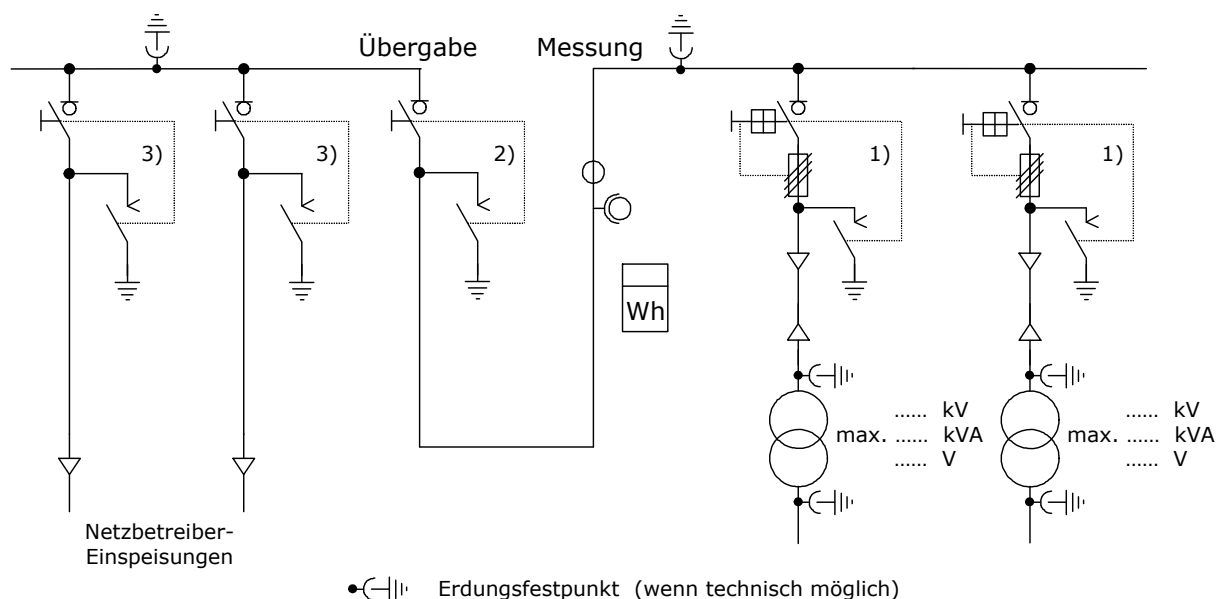 Übergabe
Messung
3)
3)
2)
1)
1)
Wh
...... kV
max. ...... kVA
...... V
...... kV
max. ...... kVA
...... V
Netzbetreiber-
Einspeisungen
Erdungsfestpunkt (wenn technisch möglich)